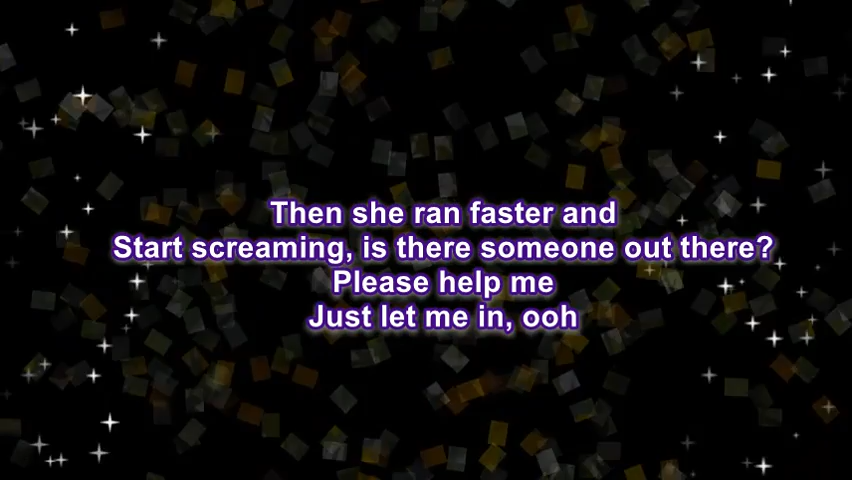 Then she ran faster and
Start screaming, is there someone out there?
Please help me
Just let me in, ooh